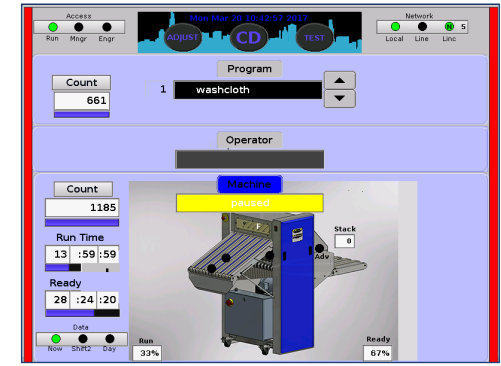 Access
Run Mngr Engr
Mon Mar 20 10:42:57 2017
ADJUST CD TEST
Network
N S
Local Line Linc
Program
Count
661
1 washcloth
Operator
Machine
paused
Count
1185
Run Time
13 :59 :59
Ready
28 :24 :20
Data
Now Shift2 Day
F
Stack
0
Adv
Run
33%
Ready
67%